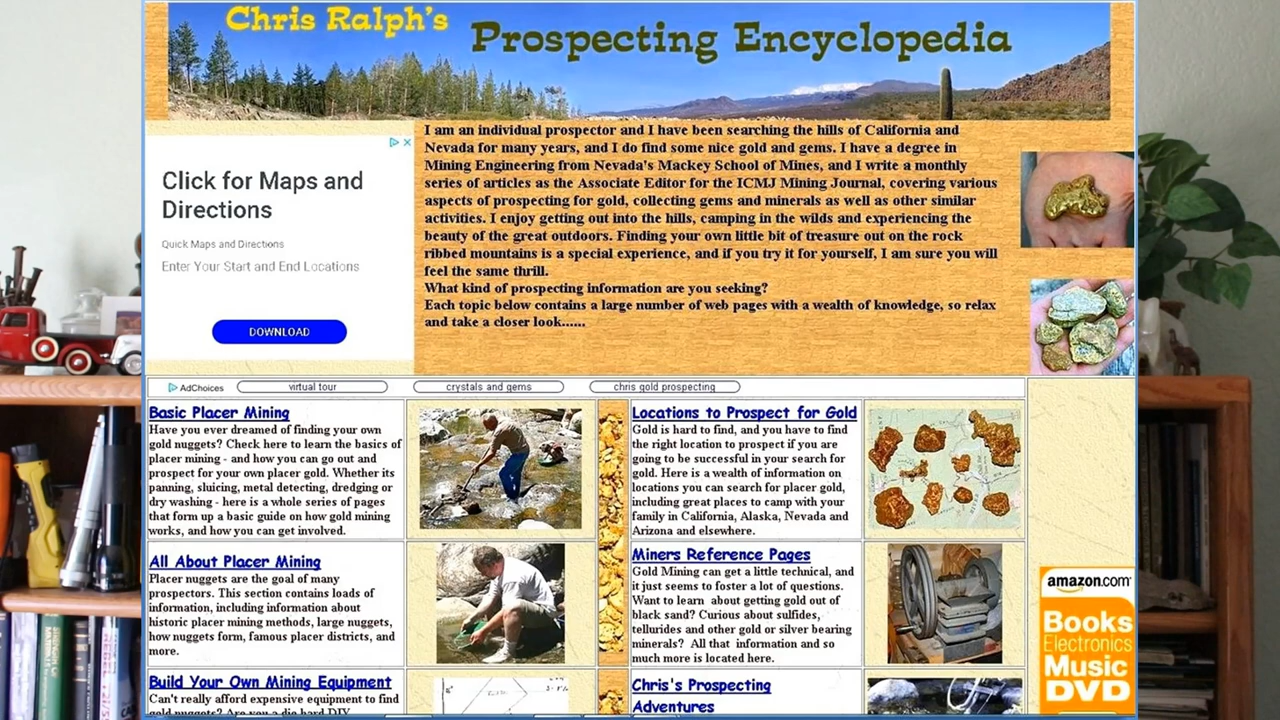 Chris Ralph's
Prospecting Encyclopedia
Click for Maps and
Directions
Quick Maps and Directions
Enter Your Start and End Locations
DOWNLOAD
I am an individual prospector and I have been searching the hills of California and
Nevada for many years, and I do find some nice gold and gems. I have a degree in
Mining Engineering from Nevada's Mackey School of Mines, and I write a monthly
series of articles as the Associate Editor for the ICMJ Mining Journal, covering various
aspects of prospecting for gold, collecting gems and minerals as well as other similar
activities. I enjoy getting out into the hills, camping in the wilds and experiencing the
beauty of the great outdoors. Finding your own little bit of treasure out on the rock
ribbed mountains is a special experience, and if you try it for yourself, I am sure you will
feel the same thrill.
What kind of prospecting information are you seeking?
Each topic below contains a large number of web pages with a wealth of knowledge, so relax
and take a closer look......
AdChoices
virtual tour
crystals and gems
chris gold prospecting
Basic Placer Mining
Have you ever dreamed of finding your own
gold nuggets? Check here to learn the basics of
placer mining - and how you can go out and
prospect for your own placer gold. Whether its
panning, sluicing, metal detecting, dredging or
dry washing - here is a whole series of pages
that form up a basic guide on how gold mining
works, and how you can get involved.
Locations to Prospect for Gold
Gold is hard to find, and you have to find
the right location to prospect if you are
going to be successful in your search for
gold. Here is a wealth of information on
locations you can search for placer gold,
including great places to camp with your
family in California, Alaska, Nevada and
Arizona and elsewhere.
All About Placer Mining
Placer nuggets are the goal of many
prospectors. This section contains loads of
information, including information about
historic placer mining methods, large nuggets,
how nuggets form, famous placer districts, and
more.
Miners Reference Pages
Gold Mining can get a little technical, and
it just seems to foster a lot of questions.
Want to learn about getting gold out of
black sand? Curious about sulfides,
tellurides and other gold or silver bearing
minerals? All that information and so
much more is located here.
Build Your Own Mining Equipment
Can't really afford expensive equipment to find
gold nuggets? Are you a die hard DIY
Chris's Prospecting
Adventures
amazon.com
Books
Electronics
Music
DVD